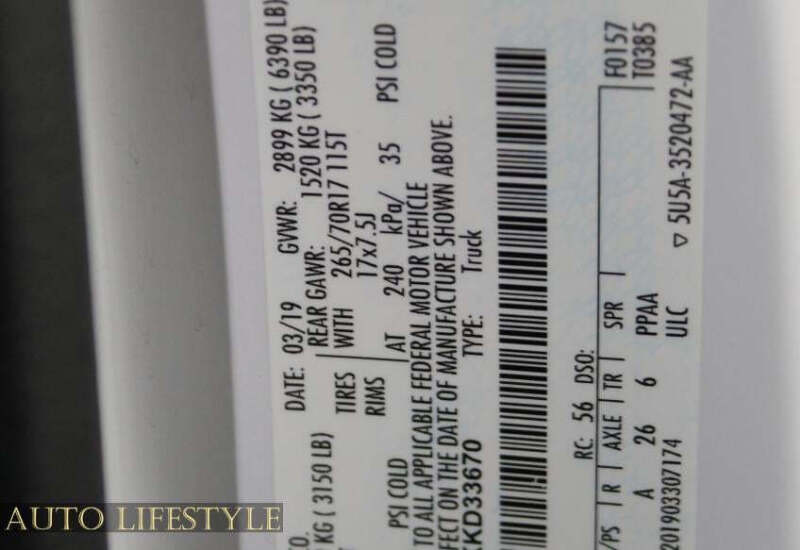 DATE: 03/19 GVWR: 2899 KG ( 6390 LB)
KG ( 3150 LB) REAR GAWR: 1520 KG ( 3350 LB)
TIRES WITH 265/70R17 115T
RIMS 17x7.5J
PSI COLD AT 240 kPa/ 35 PSI COLD
TO ALL APPLICABLE FEDERAL MOTOR VEHICLE
FECT ON THE DATE OF MANUFACTURE SHOWN ABOVE.
KD33670 TYPE: Truck
RC: 56 DSO:
F0157
T0385
/PS R AXLE TR SPR
A 26 6 PPAA
201903307174 ULC ▽ 5U5A-3520472-AA
AUTO LIFESTYLE